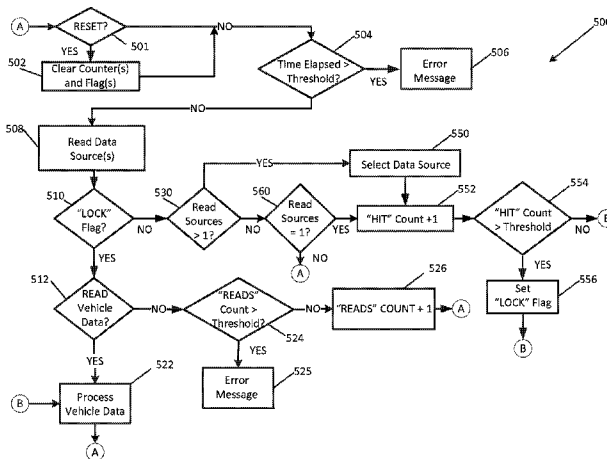 A
RESET?
NO
501
YES
502
Clear Counter(s)
and Flag(s)
504
Time Elapsed >
Threshold?
YES
Error
Message
506
NO
508
Read Data
Source(s)
YES
550
Select Data Source
510
"LOCK"
Flag?
NO
530
Read
Sources
> 1?
NO
560
Read
Sources
= 1?
YES
552
"HIT" Count +1
554
"HIT" Count
> Threshold
NO
B
NO
A
YES
YES
Set
"LOCK" Flag
556
B
512
READ
Vehicle
Data?
NO
"READS"
Count >
Threshold?
524
NO
526
"READS" COUNT + 1
A
YES
YES
Error
Message
525
522
B
Process
Vehicle Data
A